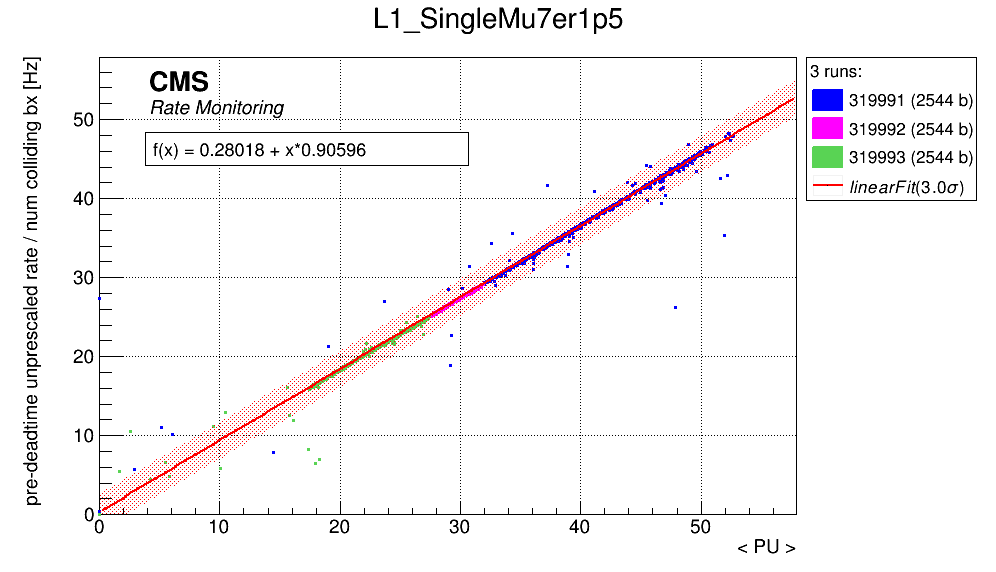 L1_SingleMu7er1p5
pre-deadtime unprescaled rate / num colliding bx [Hz]
CMS
Rate Monitoring
f(x) = 0.28018 + x*0.90596
50
40
30
20
10
0
0 10 20 30 40 50
< PU >
3 runs:
319991 (2544 b)
319992 (2544 b)
319993 (2544 b)
linearFit(3.0σ)